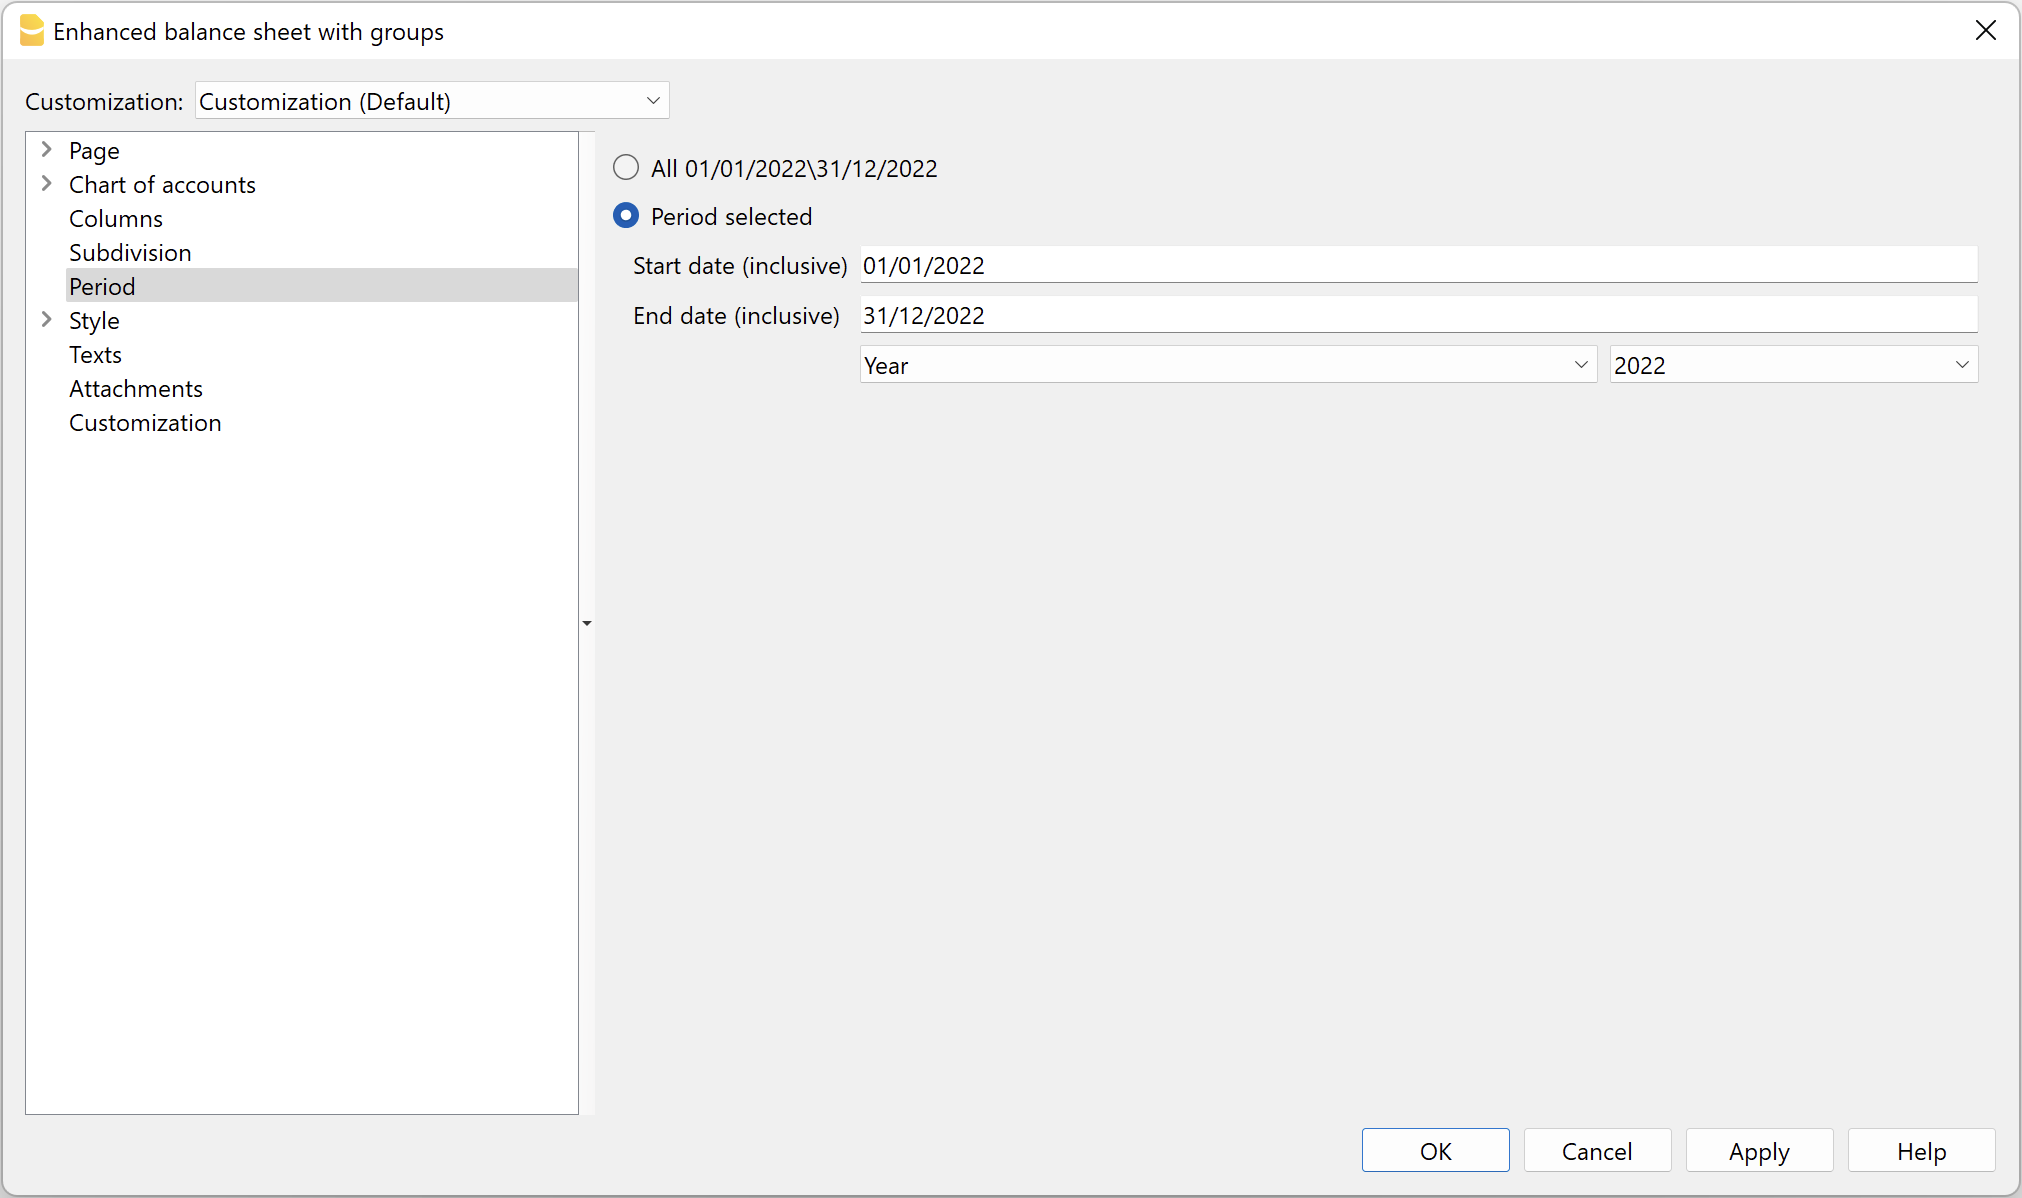 Enhanced balance sheet with groups
Customization: Customization (Default)
Page
Chart of accounts
Columns
Subdivision
Period
Style
Texts
Attachments
Customization
All 01/01/2022\31/12/2022
Period selected
Start date (inclusive) 01/01/2022
End date (inclusive) 31/12/2022
Year 2022
OK Cancel Apply Help